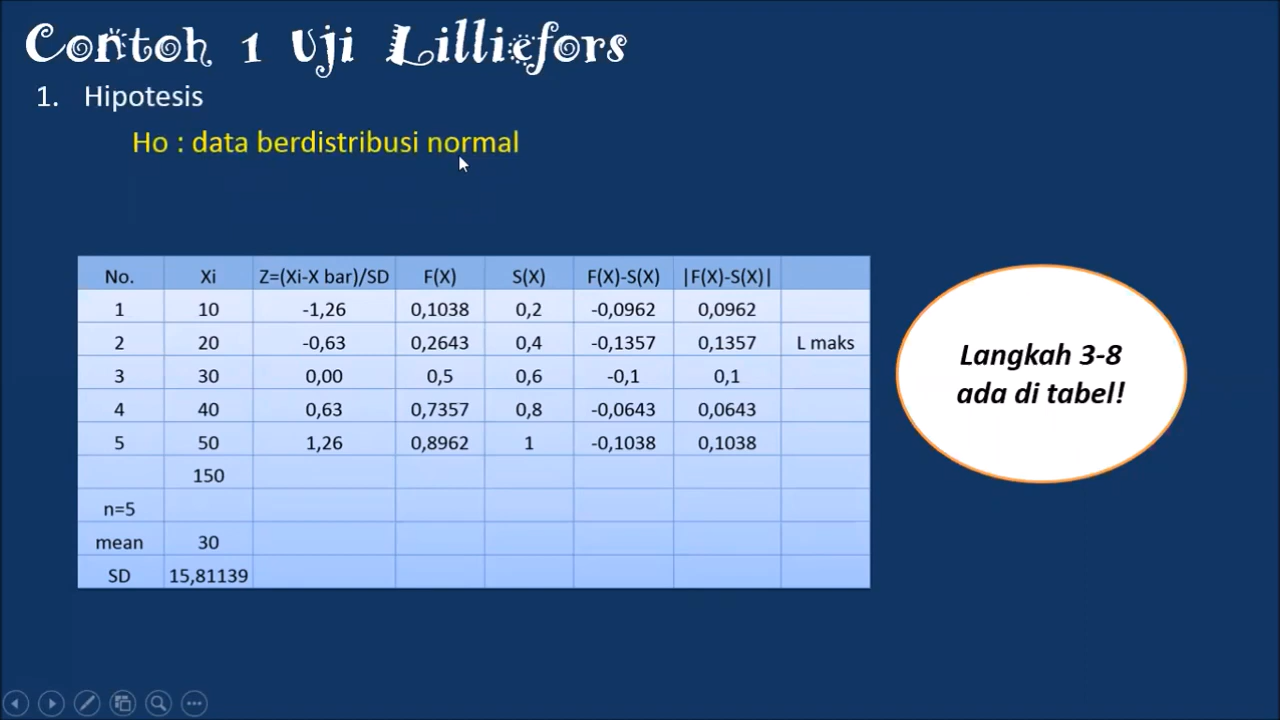 Contoh 1 Uji Lilliefors
1. Hipotesis
Ho : data berdistribusi normal
No. Xi Z=(Xi-X bar)/SD F(X) S(X) F(X)-S(X) |F(X)-S(X)|
1 10 -1,26 0,1038 0,2 -0,0962 0,0962
2 20 -0,63 0,2643 0,4 -0,1357 0,1357 L maks
3 30 0,00 0,5 0,6 -0,1 0,1
4 40 0,63 0,7357 0,8 -0,0643 0,0643
5 50 1,26 0,8962 1 -0,1038 0,1038
150
n=5
mean 30
SD 15,81139
Langkah 3-8
ada di tabel!